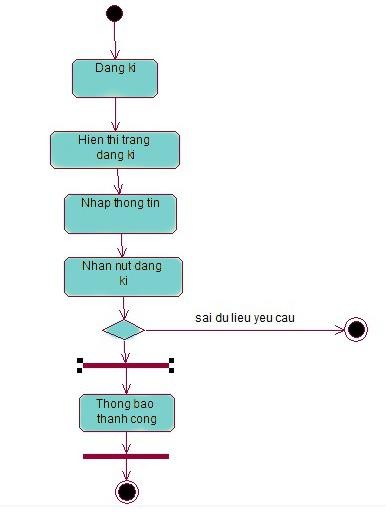 Dang ki
Hien thi trang
dang ki
Nhap thong tin
Nhan nut dang
ki
sai du lieu yeu cau
Thong bao
thanh cong